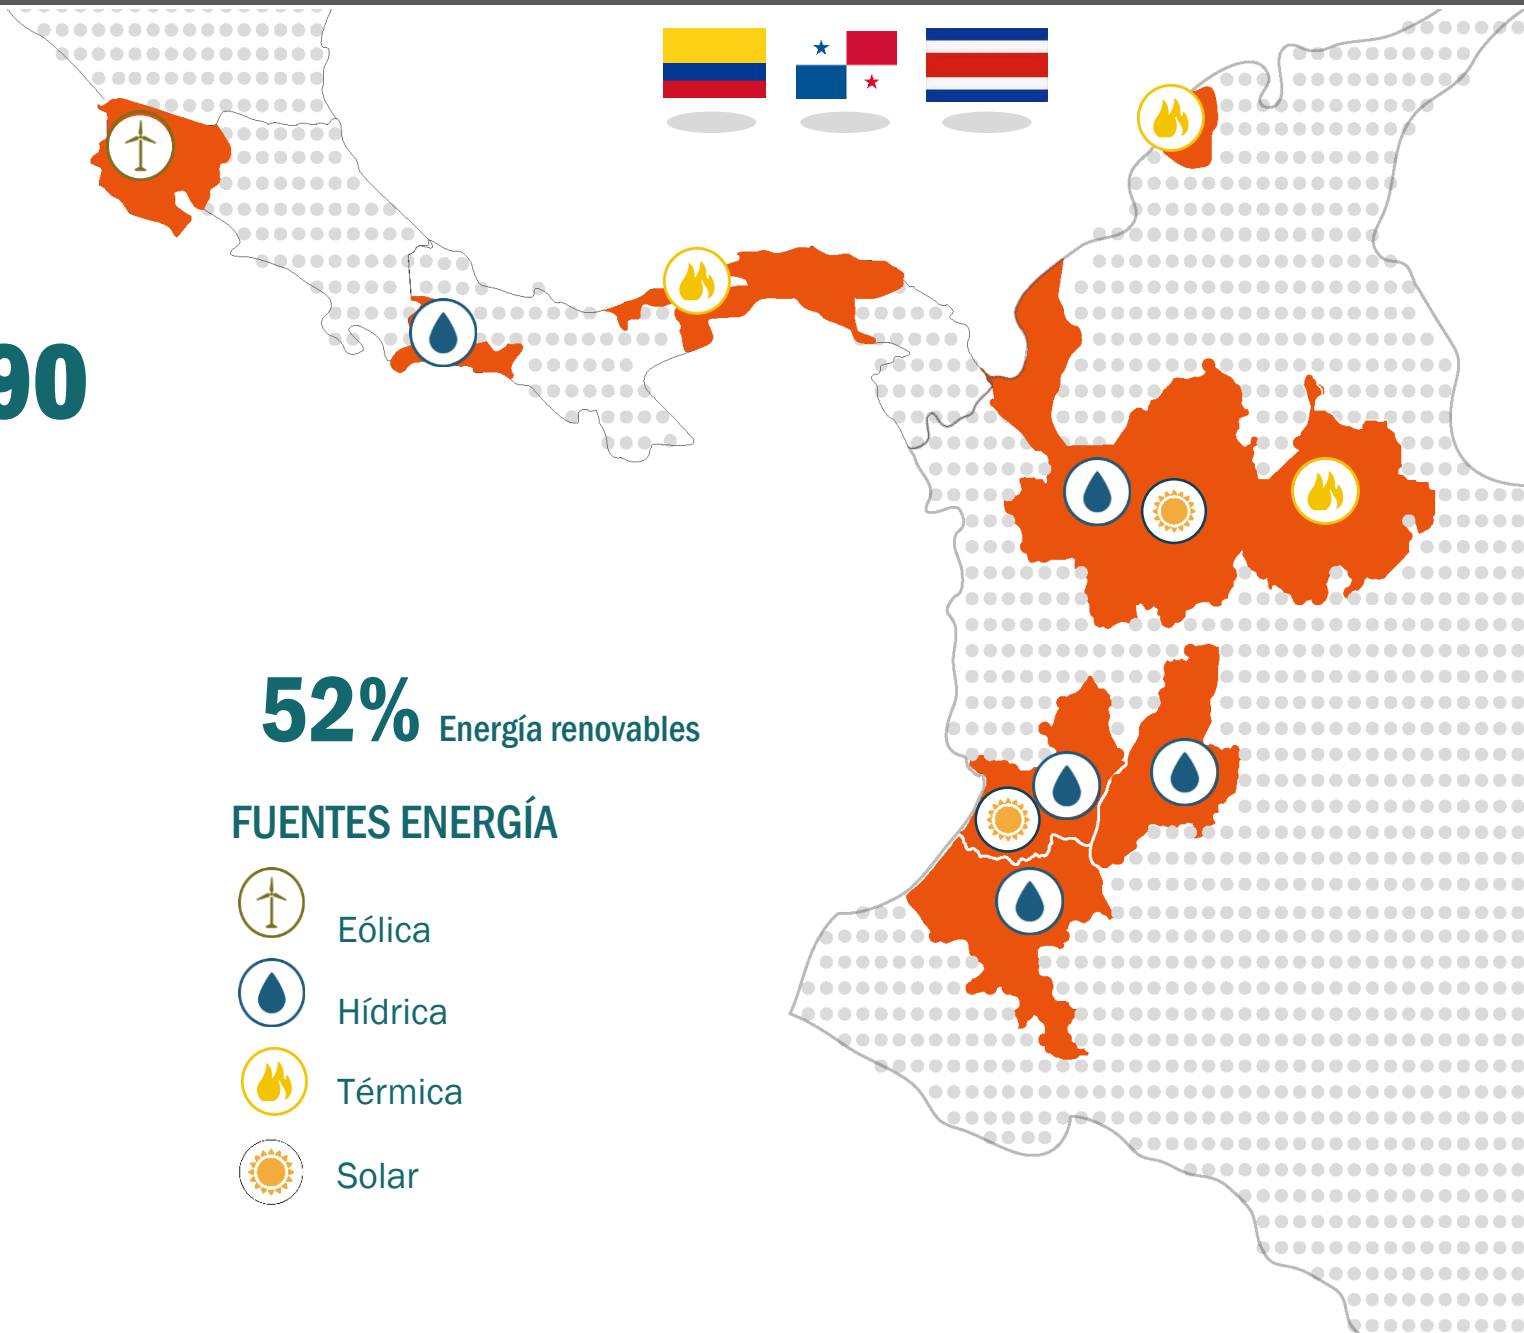 90
52% Energía renovables
FUENTES ENERGÍA
Eólica
Hídrica
Térmica
Solar